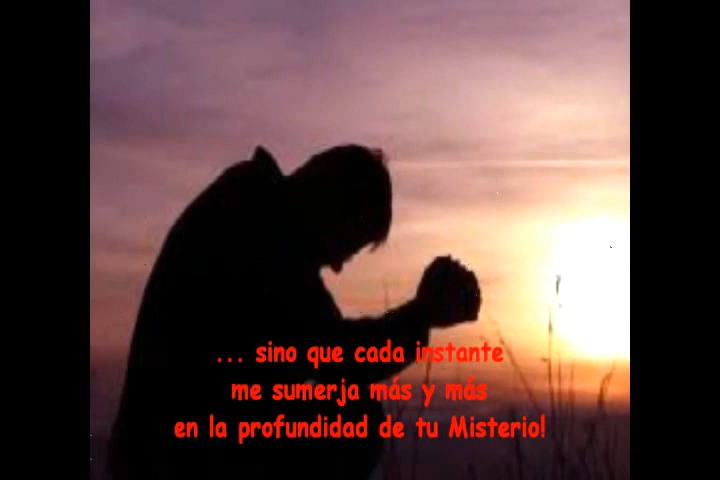 ... sino que cada instante
me sumerja más y más
en la profundidad de tu Misterio!